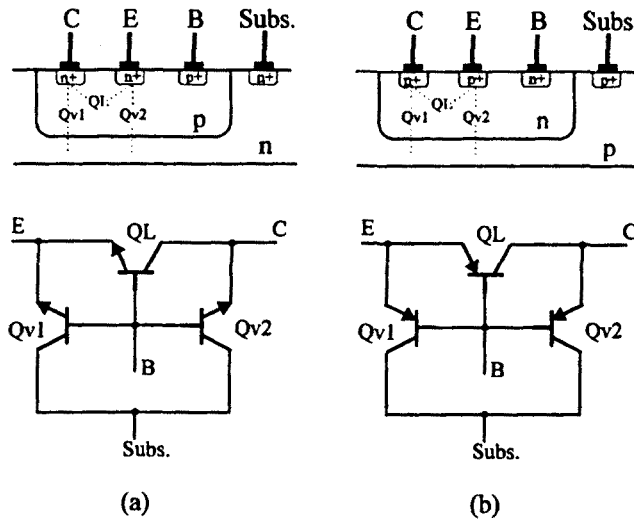 C E B Subs.
n+ n+ p+ n+
QL
Qv1 Qv2 p
n
E QL C
Qv1 Qv2
B
Subs.
(a)
C E B Subs
p+ p+ n+ p+
QL
Qv1 Qv2 n
p
E QL C
Qv1 Qv2
B
Subs.
(b)